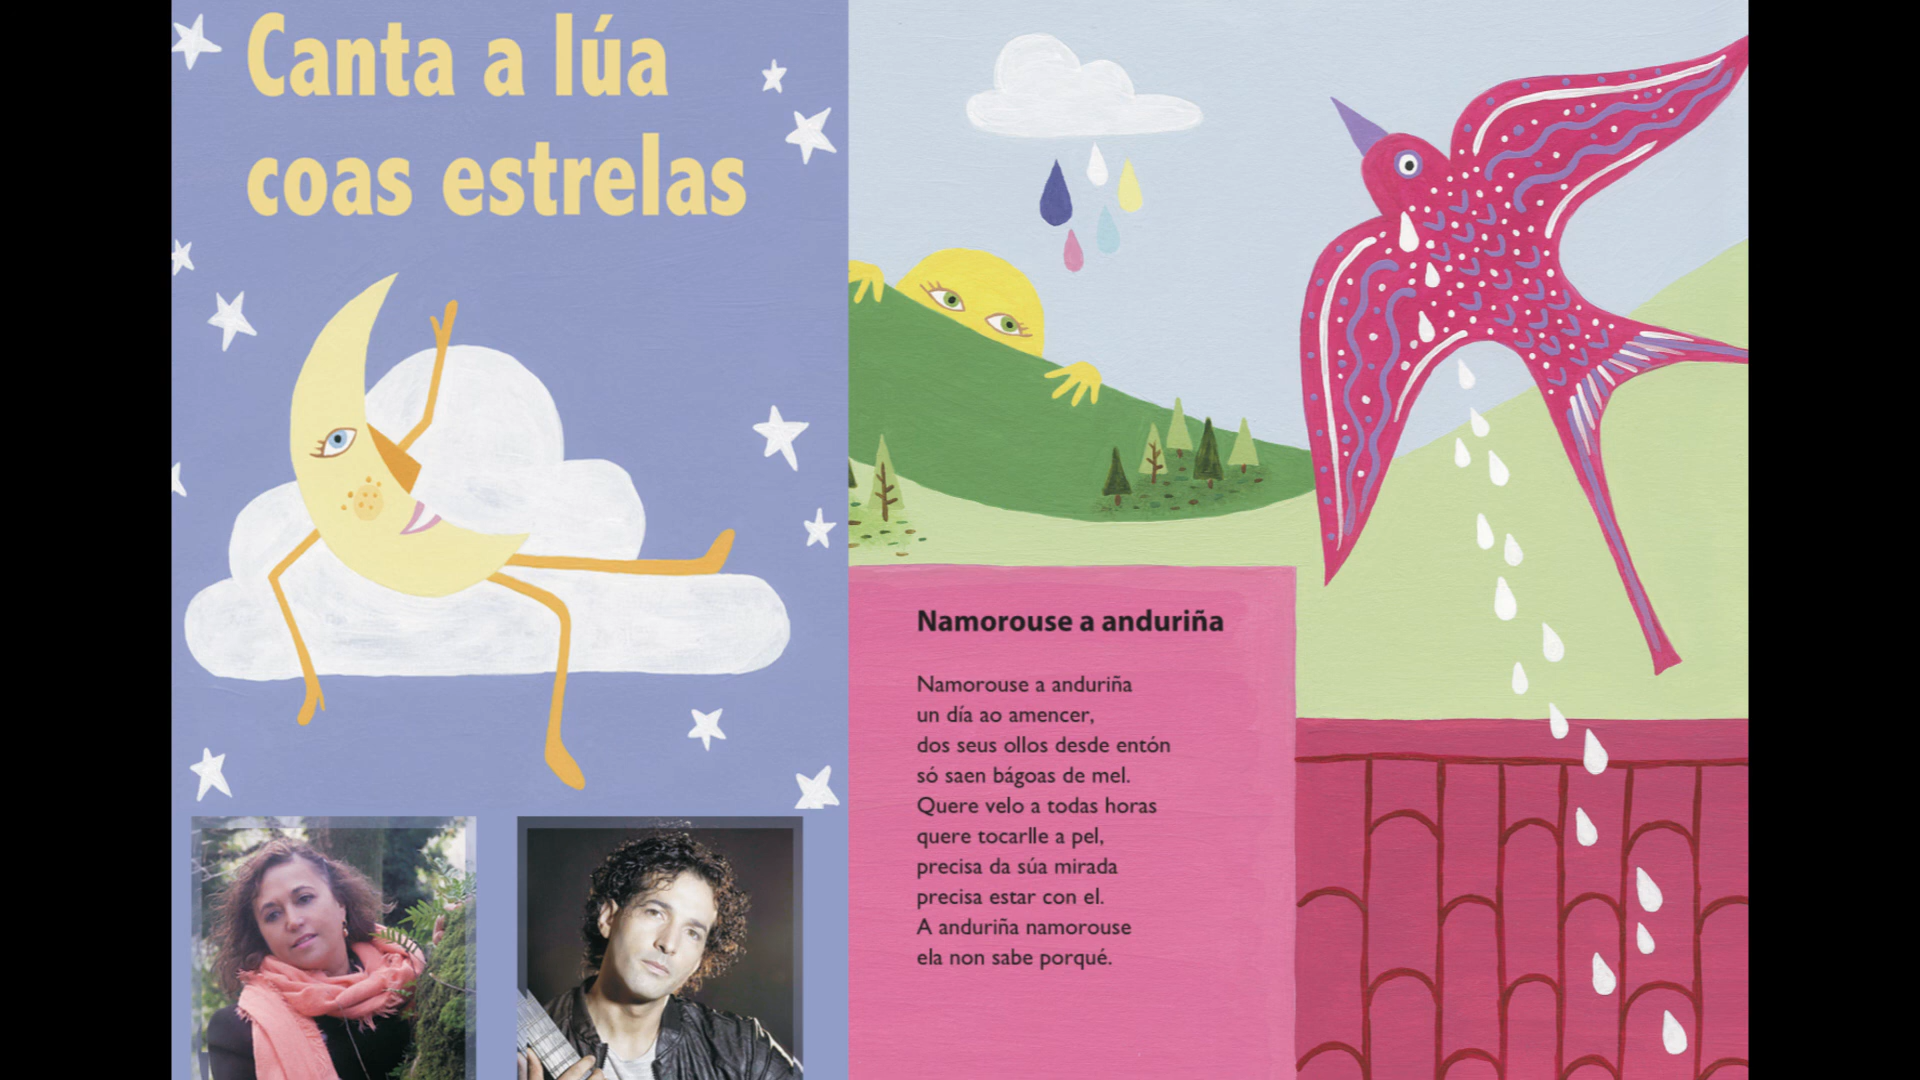 Canta a lúa
coas estrelas
Namorouse a anduriña
Namorouse a anduriña
un día ao amencer,
dos seus ollos desde entón
só saen bágoas de mel.
Quere velo a todas horas
quere tocarlle a pel,
precisa da súa mirada
precisa estar con el.
A anduriña namorouse
ela non sabe porqué.